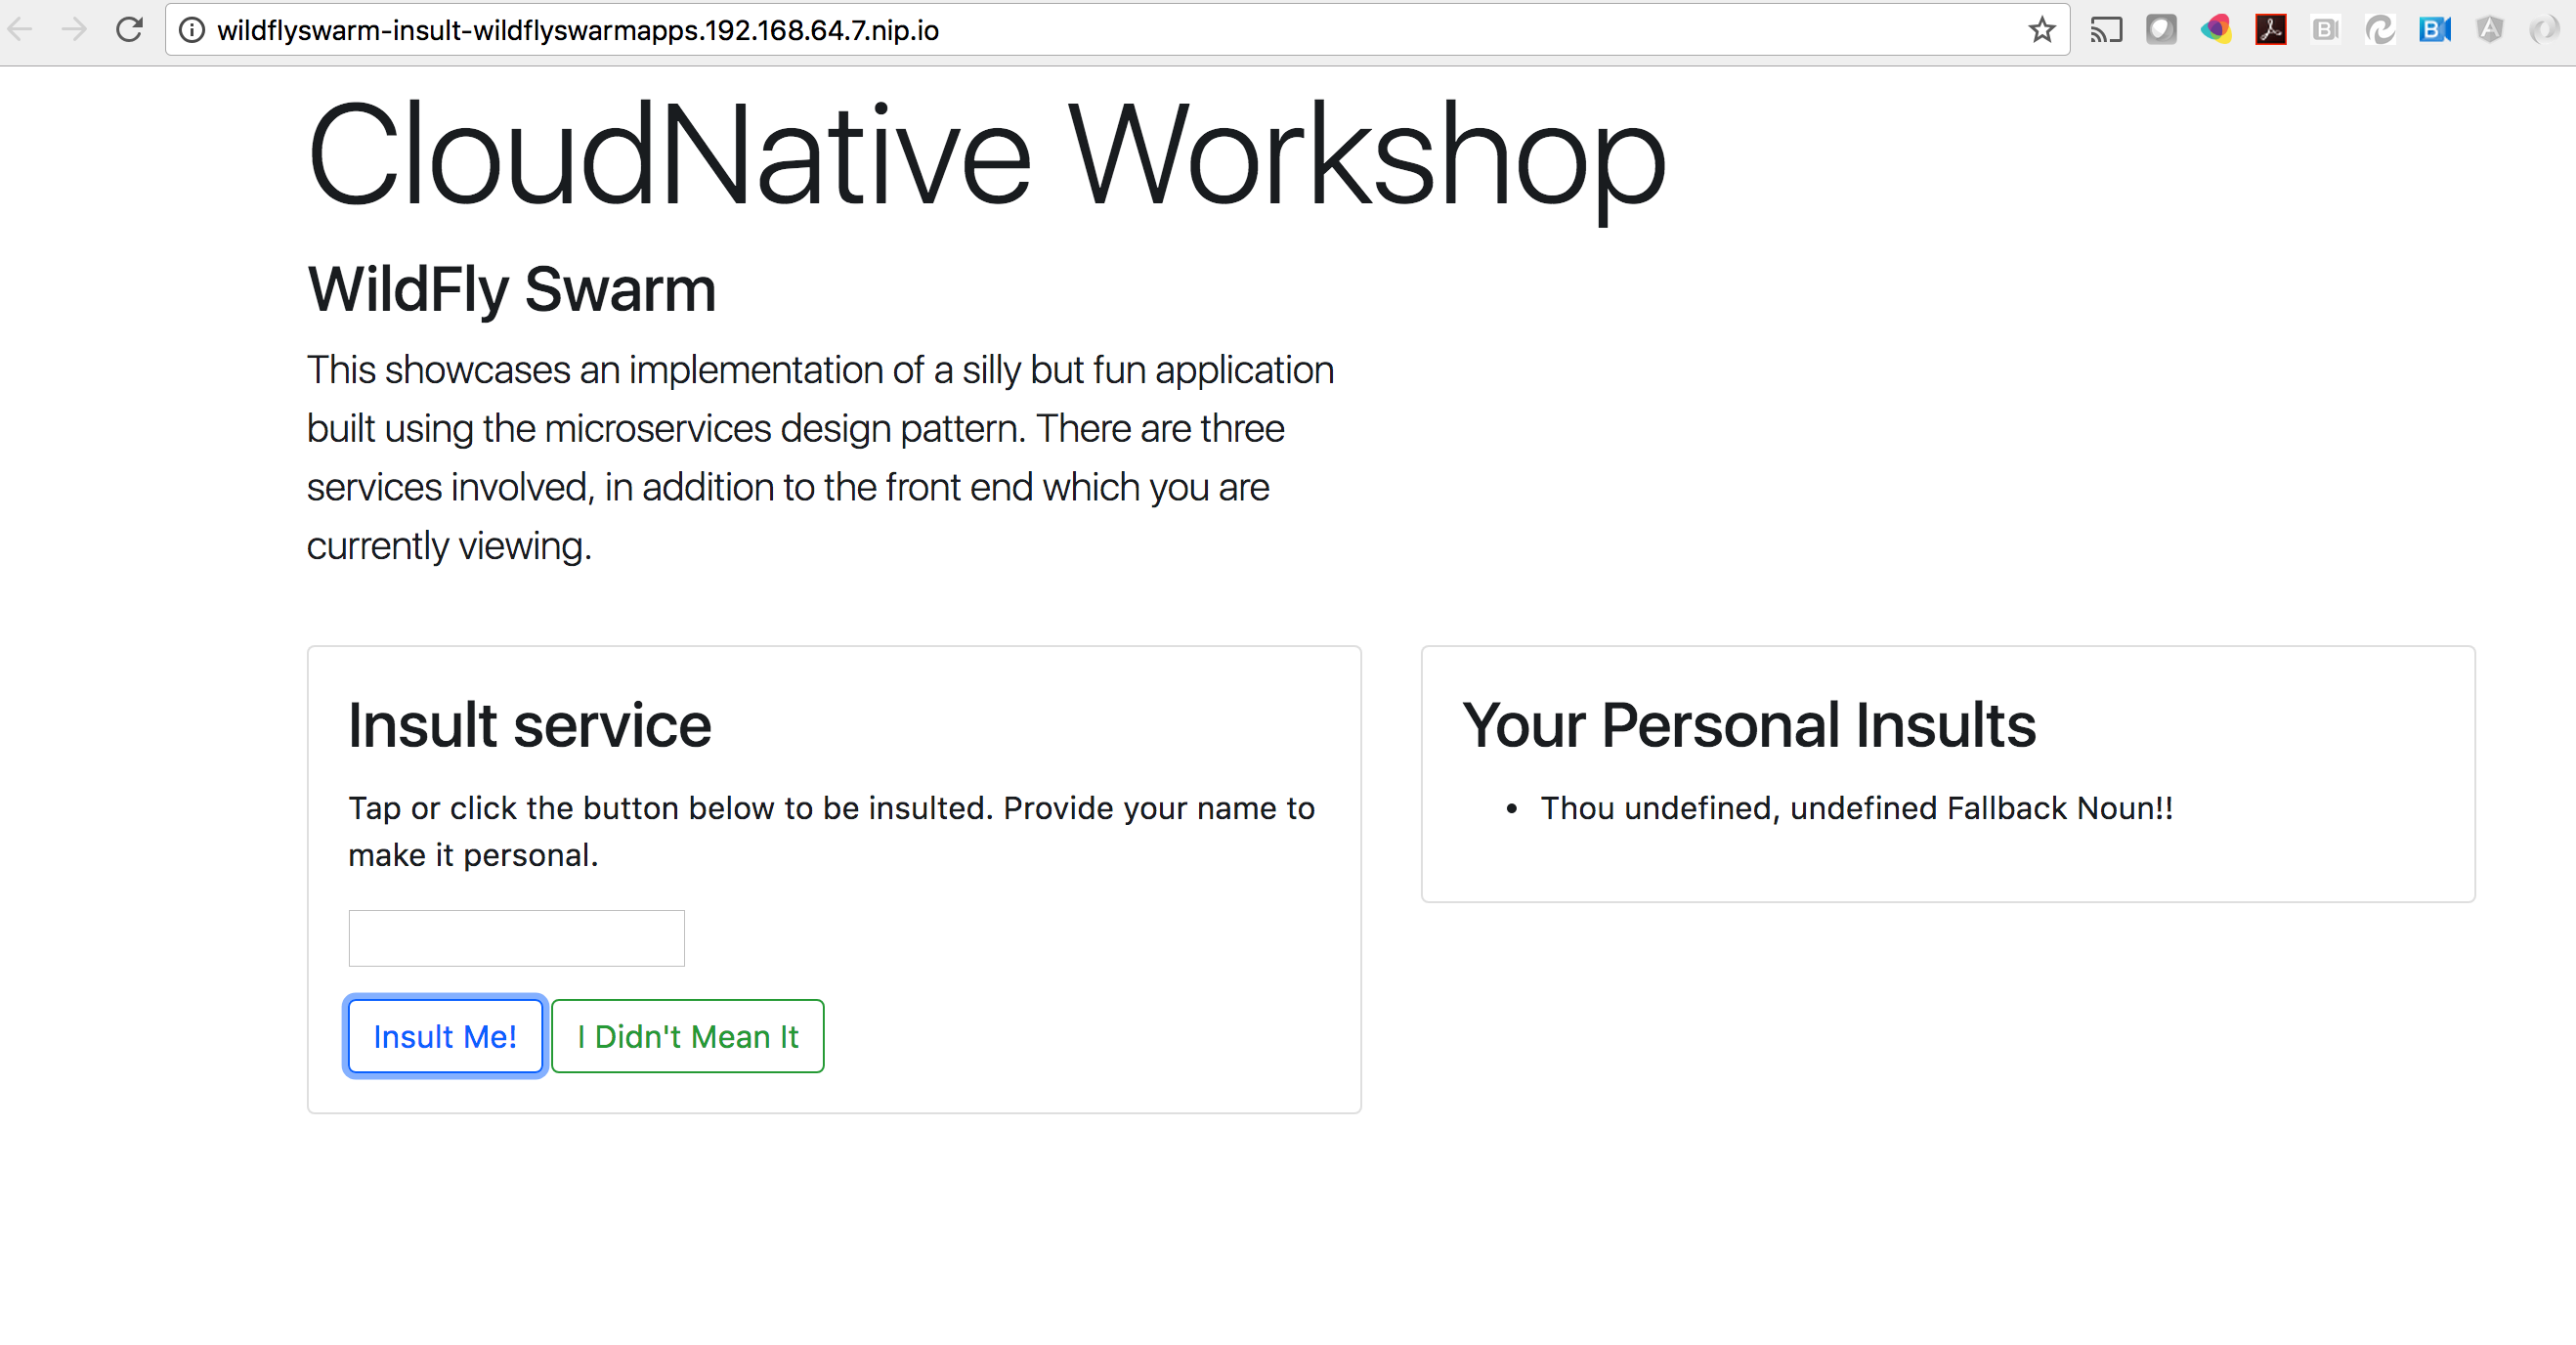 wildflyswarm-insult-wildflyswarmapps.192.168.64.7.nip.io
CloudNative Workshop
WildFly Swarm
This showcases an implementation of a silly but fun application
built using the microservices design pattern. There are three
services involved, in addition to the front end which you are
currently viewing.
Insult service
Tap or click the button below to be insulted. Provide your name to
make it personal.
Insult Me!
I Didn't Mean It
Your Personal Insults
• Thou undefined, undefined Fallback Noun!!